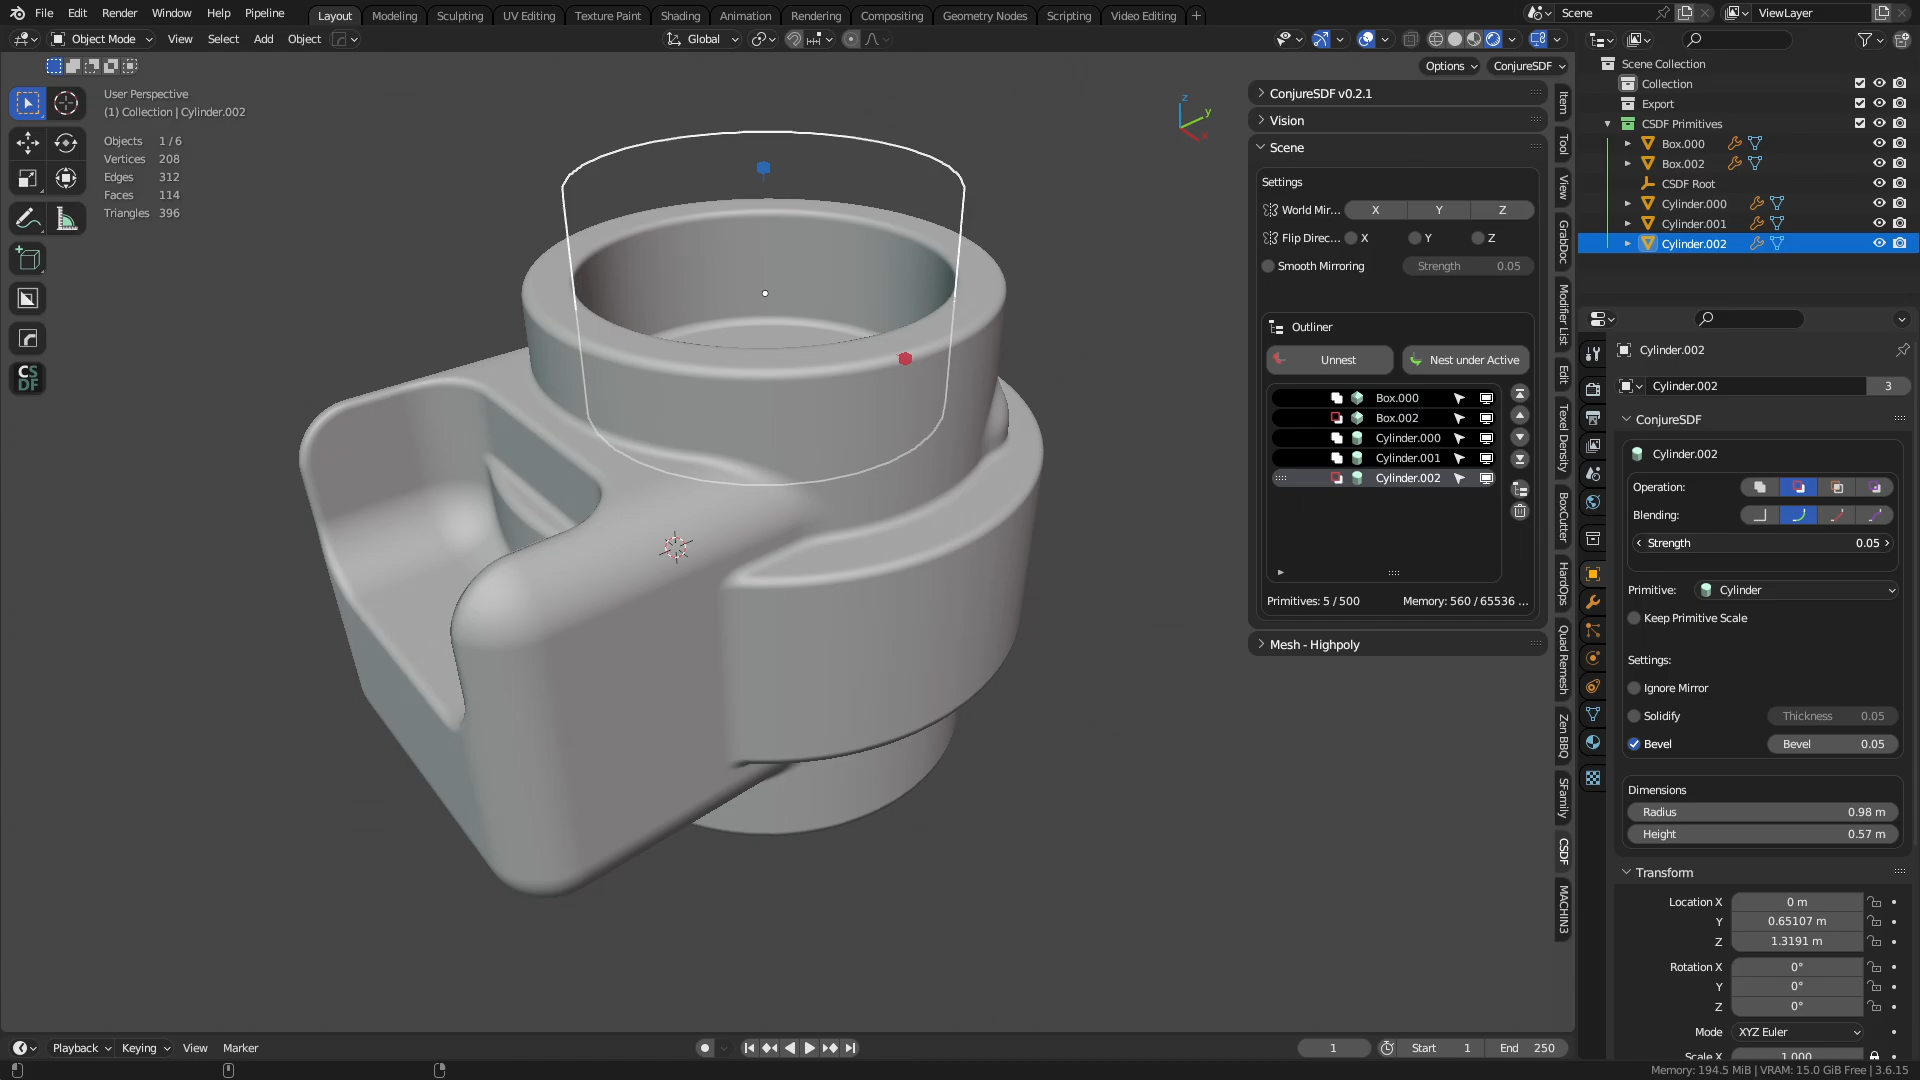 File Edit Render Window Help Pipeline
Layout Modeling Sculpting UV Editing Texture Paint Shading Animation Rendering Compositing Geometry Nodes Scripting Video Editing +
Scene
ViewLayer
Object Mode View Select Add Object
Global
Options ConjureSDF
User Perspective
(1) Collection | Cylinder.002
Objects 1 / 6
Vertices 208
Edges 312
Faces 114
Triangles 396
CS
DF
z
y
x
ConjureSDF v0.2.1
Vision
Scene
Settings
World Mir... X Y Z
Flip Direc... X Y Z
Smooth Mirroring Strength 0.05
Outliner
Unnest Nest under Active
Box.000
Box.002
Cylinder.000
Cylinder.001
Cylinder.002
Primitives: 5 / 500 Memory: 560 / 65536 ...
Mesh - Highpoly
Item
Tool
View
GrabDoc
Modifier List
Edit
Texel Density
BoxCutter
HardOps
Quad Remesh
Zen BBQ
SFamily
CSDF
MACHIN3
Scene Collection
Collection
Export
CSDF Primitives
Box.000
Box.002
CSDF Root
Cylinder.000
Cylinder.001
Cylinder.002
Cylinder.002
Cylinder.002 3
ConjureSDF
Cylinder.002
Operation:
Blending:
Strength 0.05
Primitive: Cylinder
Keep Primitive Scale
Settings:
Ignore Mirror
Solidify Thickness 0.05
Bevel Bevel 0.05
Dimensions
Radius 0.98 m
Height 0.57 m
Transform
Location X 0 m
Y 0.65107 m
Z 1.3191 m
Rotation X 0°
Y 0°
Z 0°
Mode XYZ Euler
Scale X 1.000
Playback Keying View Marker
1 Start 1 End 250
Memory: 194.5 MiB | VRAM: 15.0 GiB Free | 3.6.15